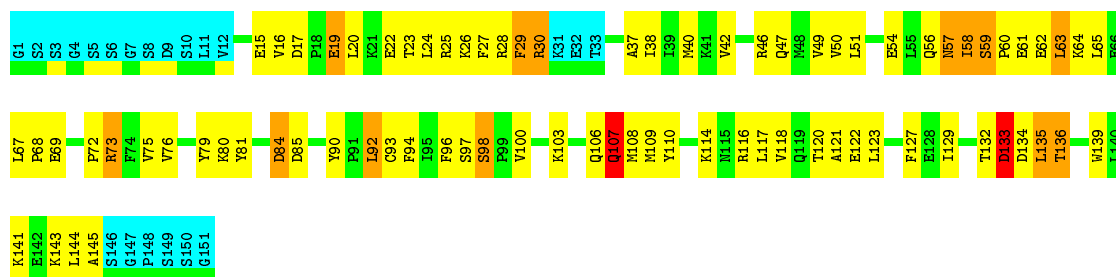 G1 S2 S3 G4 S5 S6 G7 S8 D9 S10 L11 V12 E15 V16 D17 P18 E19 L20 K21 E22 T23 L24 R25 K26 F27 R28 F29 R30 K31 E32 T33 A37 I38 I39 M40 K41 V42 R46 Q47 M48 V49 V50 L51 E54 L55 Q56 N57 I58 S59 P60 E61 E62 L63 K64 L65 E66
L67 P68 E69 P72 R73 F74 V75 V76 Y79 K80 Y81 D84 D85 Y90 P91 L92 C93 F94 I95 F96 S97 S98 P99 V100 K103 Q106 Q107 M108 M109 Y110 K114 N115 R116 L117 V118 Q119 T120 A121 E122 L123 F127 E128 I129 T132 D133 D134 L135 T136 W139 L140
K141 E142 K143 L144 A145 S146 G147 P148 S149 S150 G151